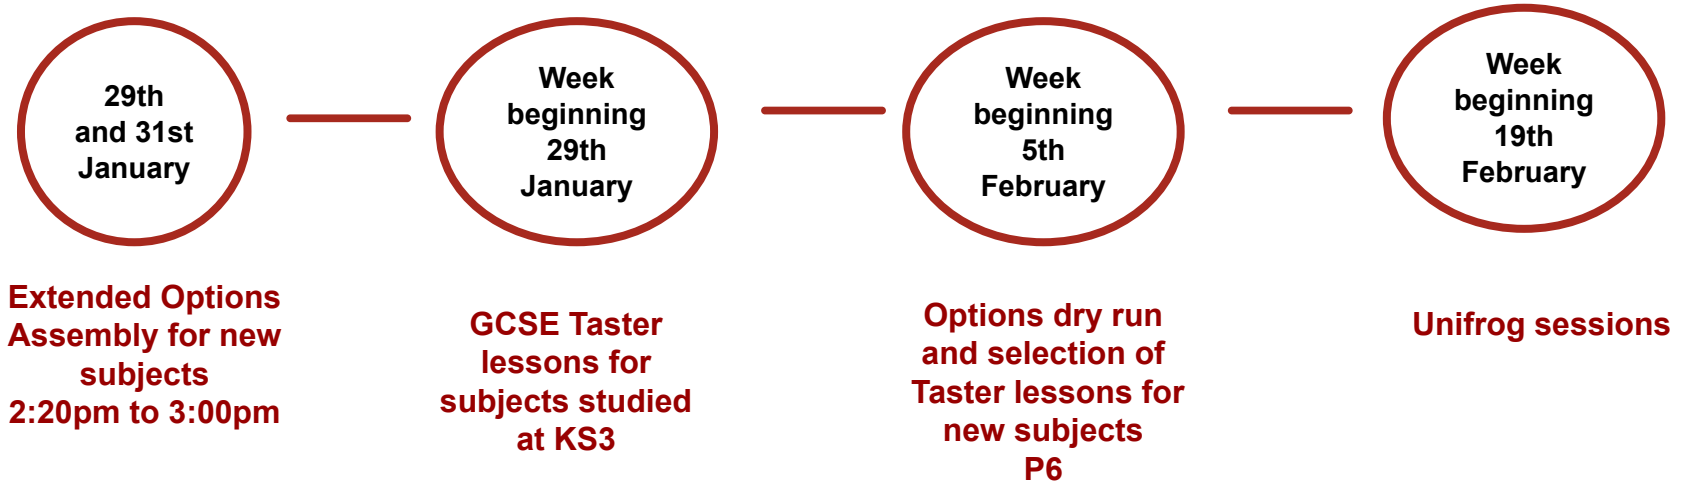 29th
and 31st
January
Week
beginning
29th
January
Week
beginning
5th
February
Week
beginning
19th
February
Extended Options
Assembly for new
subjects
2:20pm to 3:00pm
GCSE Taster
lessons for
subjects studied
at KS3
Options dry run
and selection of
Taster lessons for
new subjects
P6
Unifrog sessions